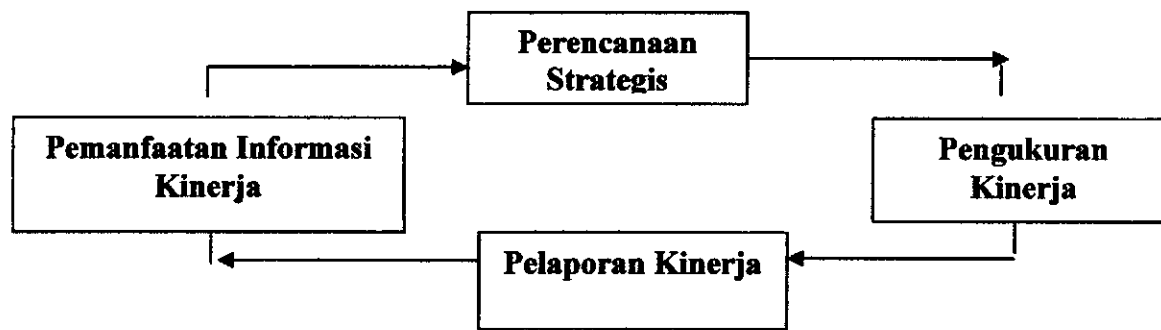 Perencanaan
Strategis
Pemanfaatan Informasi
Kinerja
Pengukuran
Kinerja
Pelaporan Kinerja